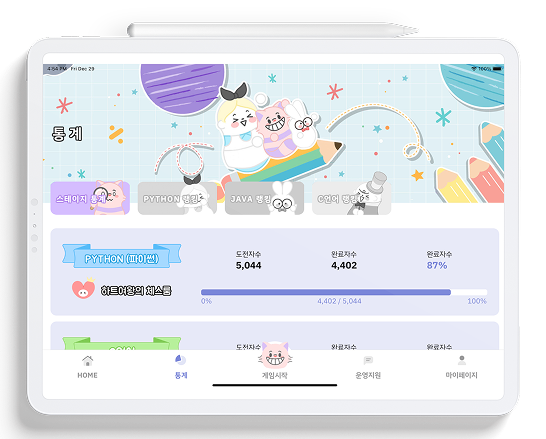 4:54 PM Fri Dec 29
100%
통계
스테이지 통계
PYTHON 랭킹
JAVA 랭킹
C언어 랭킹
PYTHON (파이썬)
도전자수
완료자수
완료자수
5,044
4,402
87%
하트여왕의 체스룸
0%
4,402 / 5,044
100%
도전자수
완료자수
완료자수
HOME
통계
게임시작
운영지원
마이페이지